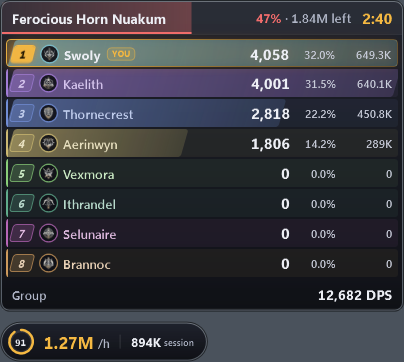 Ferocious Horn Nuakum 47% · 1.84M left 2:40
1 Swoly YOU 4,058 32.0% 649.3K
2 Kaelith 4,001 31.5% 640.1K
3 Thornecrest 2,818 22.2% 450.8K
4 Aerinwyn 1,806 14.2% 289K
5 Vexmora 0 0.0% 0
6 Ithrandel 0 0.0% 0
7 Selunaire 0 0.0% 0
8 Brannoc 0 0.0% 0
Group 12,682 DPS
91 1.27M /h 894K session